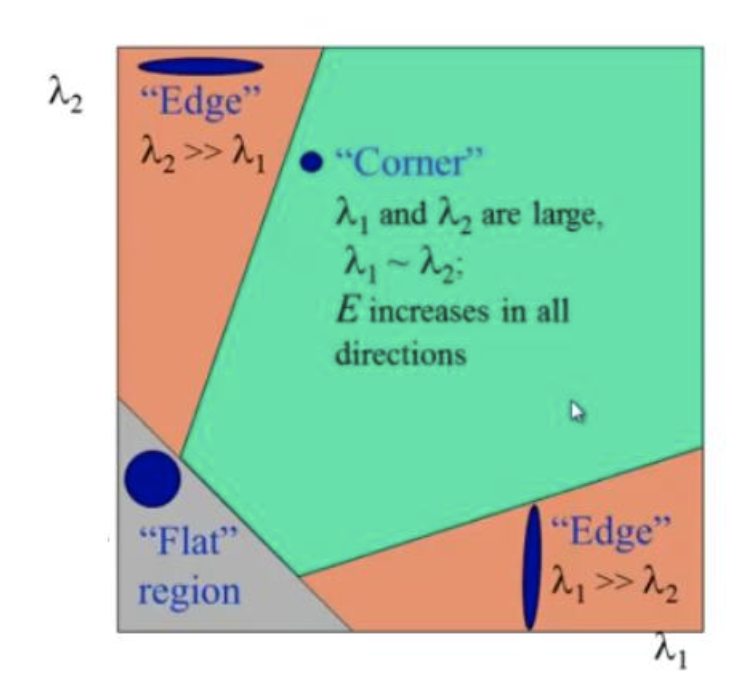 λ₂
“Edge”
λ₂ >> λ₁
“Corner”
λ₁ and λ₂ are large,
λ₁ ~ λ₂;
E increases in all
directions
“Flat”
region
“Edge”
λ₁ >> λ₂
λ₁